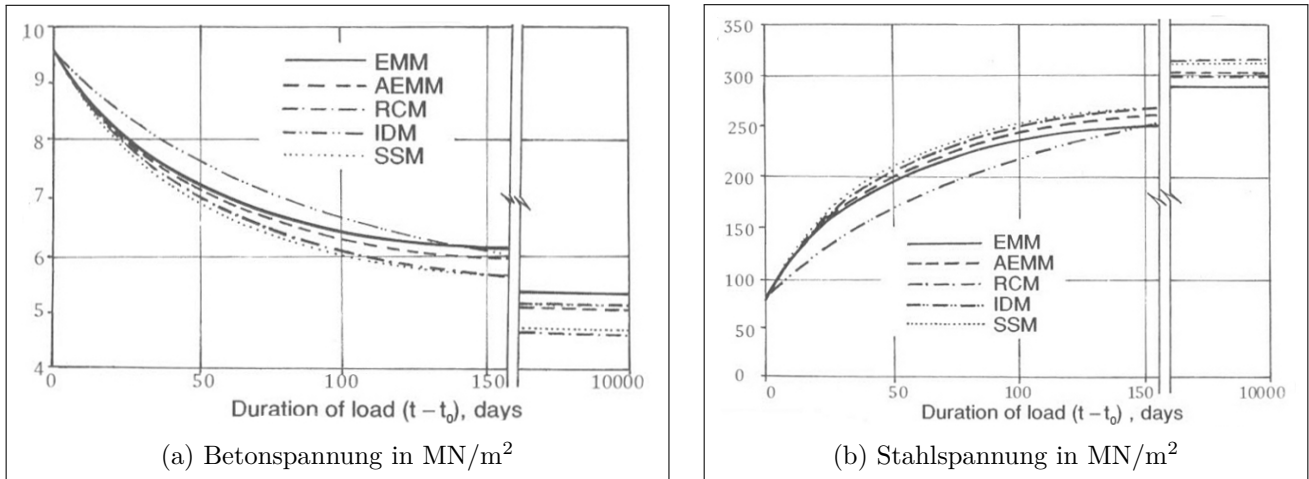 10
9
8
7
6
5
4
EMM
AEMM
RCM
IDM
SSM
0
50
100
150
10000
Duration of load (t – t₀), days
(a) Betonspannung in MN/m²
350
300
250
200
150
100
50
0
EMM
AEMM
RCM
IDM
SSM
0
50
100
150
10000
Duration of load (t – t₀) , days
(b) Stahlspannung in MN/m²